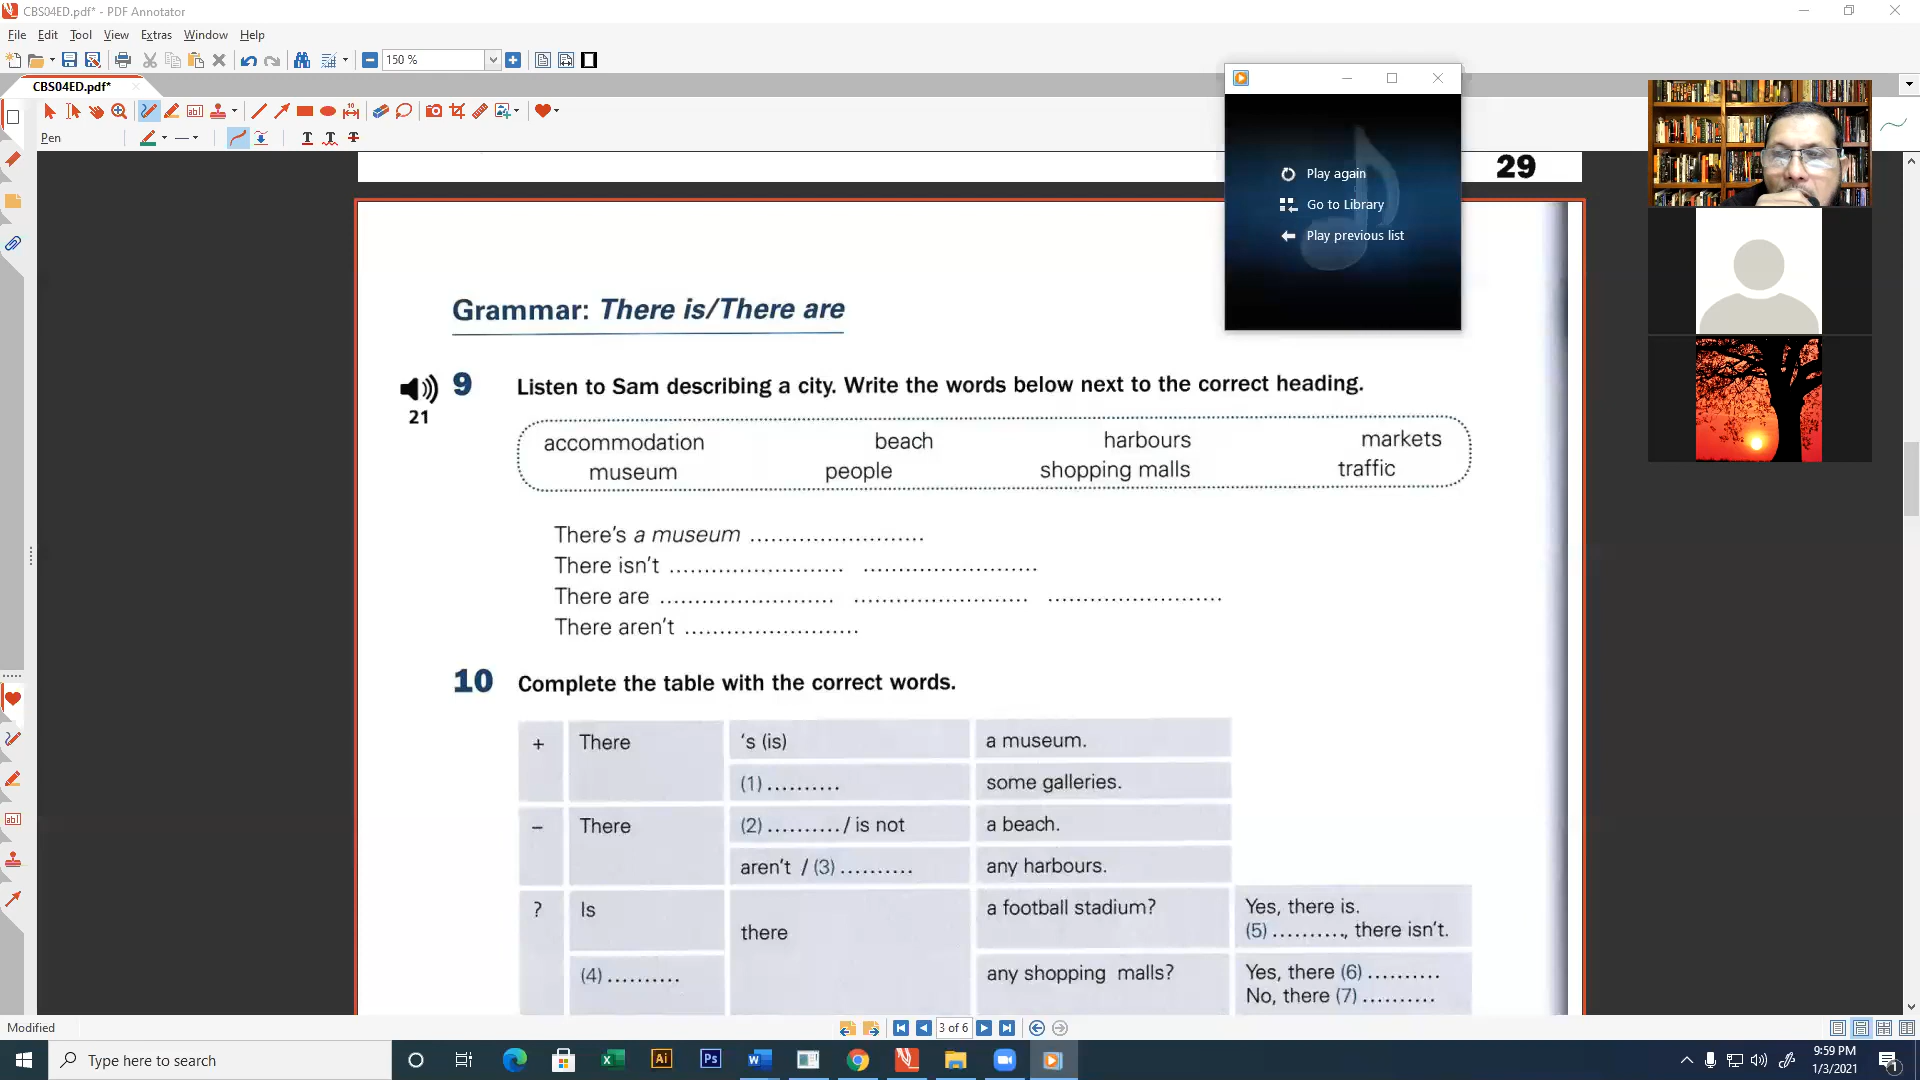 CBS04ED.pdf* - PDF Annotator
File Edit Tool View Extras Window Help
150 %
CBS04ED.pdf*
Pen
29
Play again
Go to Library
Play previous list
Grammar: There is/There are
9 Listen to Sam describing a city. Write the words below next to the correct heading.
21
accommodation beach harbours markets
museum people shopping malls traffic
There's a museum .........................
There isn't ......................... .........................
There are ......................... ......................... .........................
There aren't .........................
10 Complete the table with the correct words.
+ There 's (is) a museum.
(1) .......... some galleries.
– There (2) .......... / is not a beach.
aren't / (3) .......... any harbours.
? Is there a football stadium? Yes, there is.
(5) .........., there isn't.
(4) .......... any shopping malls? Yes, there (6) ..........
No, there (7) ..........
Modified
3 of 6
Type here to search
9:59 PM
1/3/2021